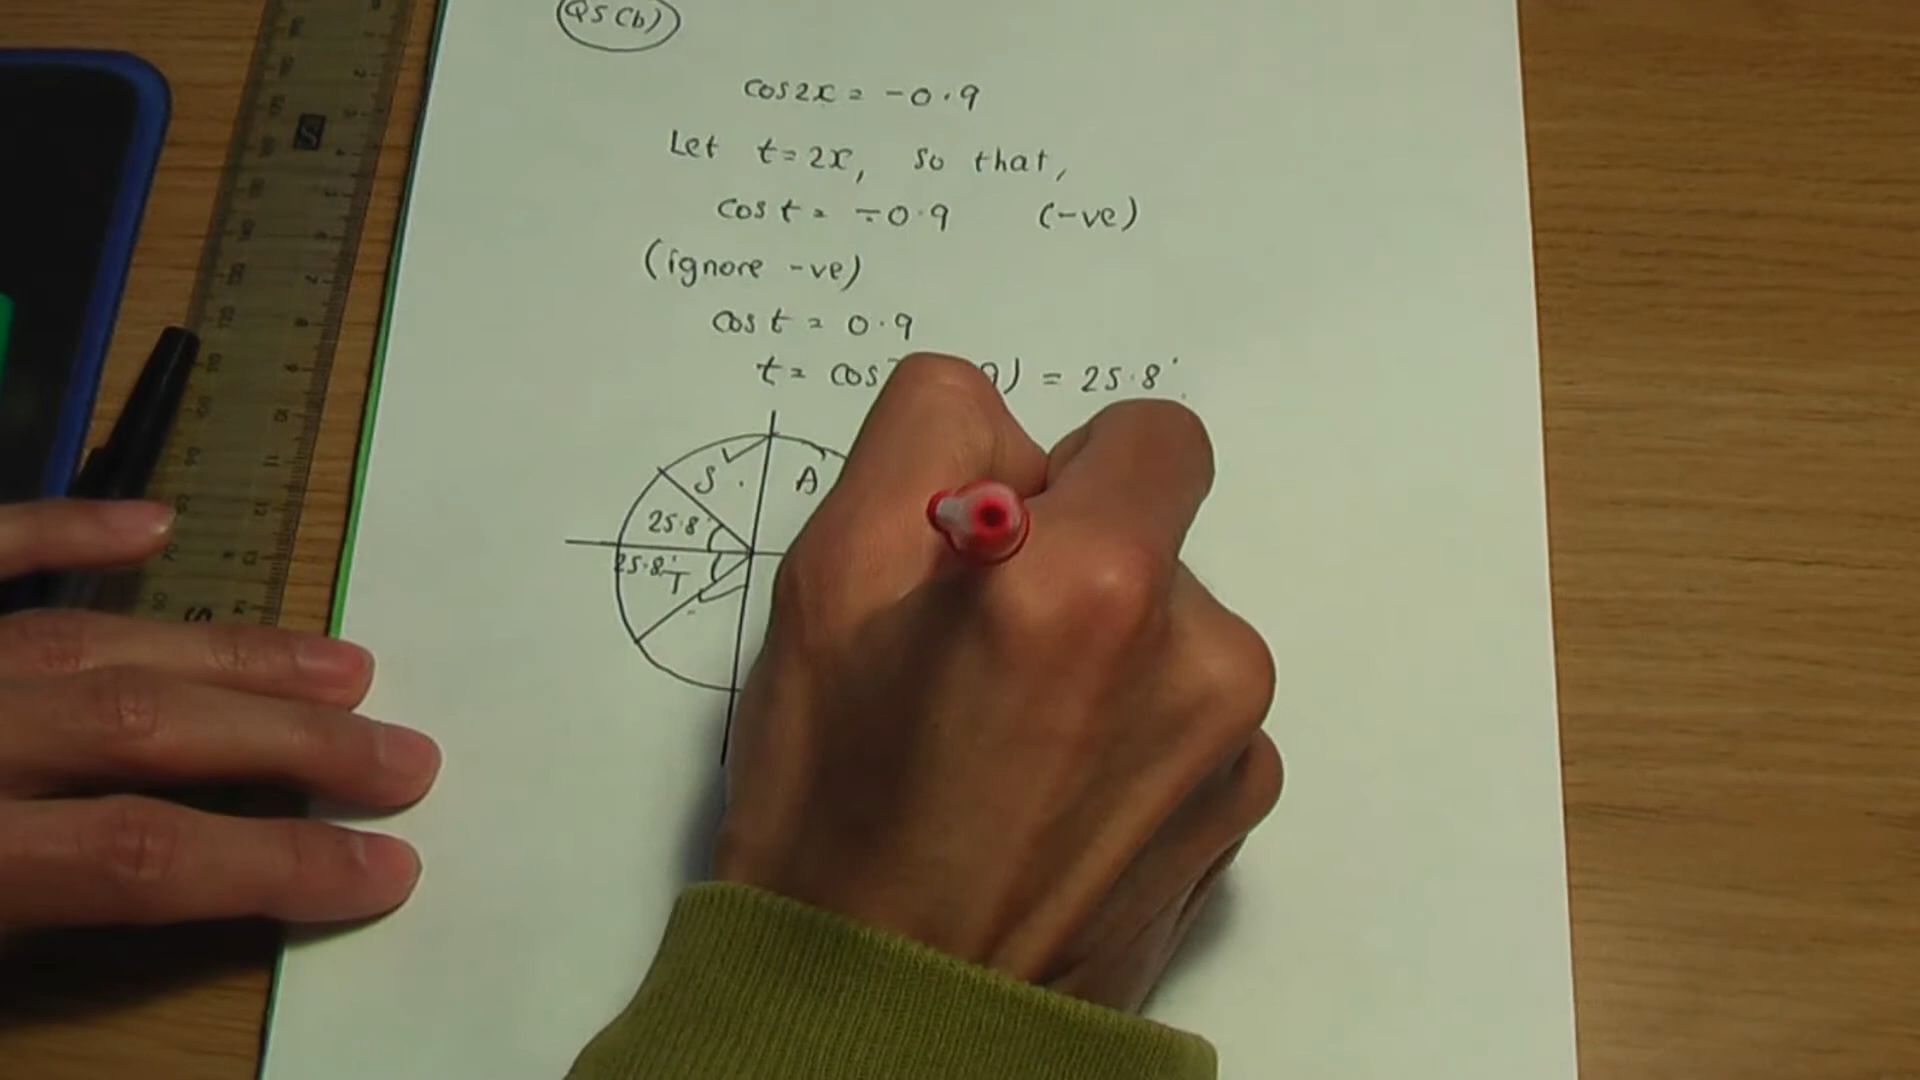 Q5 (b)
cos2x = -0.9
Let t = 2x, so that,
cos t = -0.9 (-ve)
(ignore -ve)
cos t = 0.9
t = cos ) = 25.8°
S A
25.8°
25.8° T